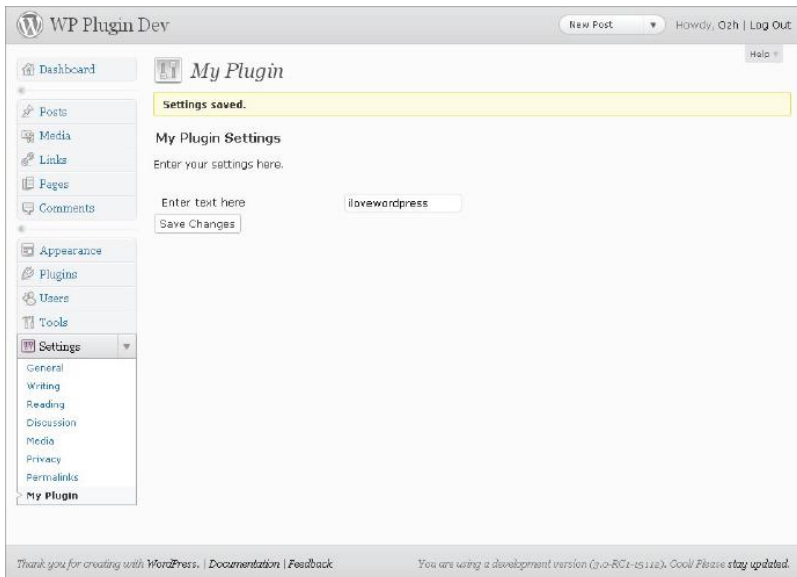 WP Plugin Dev
New Post
Howdy, Ozh | Log Out
Help
Dashboard
Posts
Media
Links
Pages
Comments
Appearance
Plugins
Users
Tools
Settings
General
Writing
Reading
Discussion
Media
Privacy
Permalinks
My Plugin
My Plugin
Settings saved.
My Plugin Settings
Enter your settings here.
Enter text here
ilovewordpress
Save Changes
Thank you for creating with WordPress. | Documentation | Feedback
You are using a development version (3.0-RC1-15112). Cool! Please stay updated.